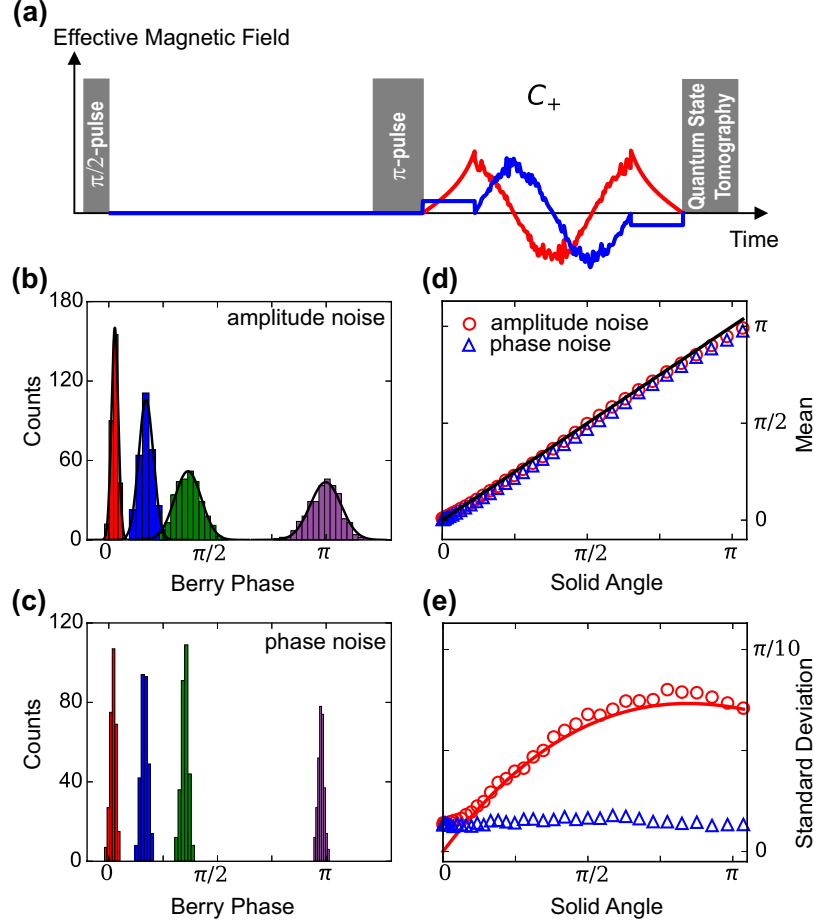 (a)
Effective Magnetic Field
π/2-pulse
π-pulse
C+
Quantum State
Tomography
Time
(b)
180
120
60
0
Counts
amplitude noise
0
π/2
π
Berry Phase
(d)
amplitude noise
phase noise
π
π/2
0
Mean
0
π/2
π
Solid Angle
(c)
120
80
40
0
Counts
phase noise
0
π/2
π
Berry Phase
(e)
π/10
0
Standard Deviation
0
π/2
π
Solid Angle